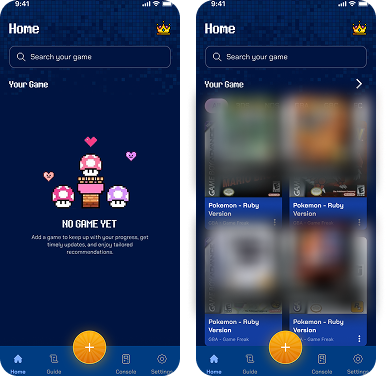 9:41
Home
Search your game
Your Game
NO GAME YET
Add a game to keep up with your progress, get
timely updates, and enjoy tailored
recommendations.
Home
Guide
Console
Settings
9:41
Home
Search your game
Your Game
Pokemon - Ruby
Version
Pokemon - Ruby
Version
Pokemon - Ruby
Version
GBA - Game Freak
Pokemon - Ruby
Version
GBA - Game Freak
Home
Guide
Console
Settings